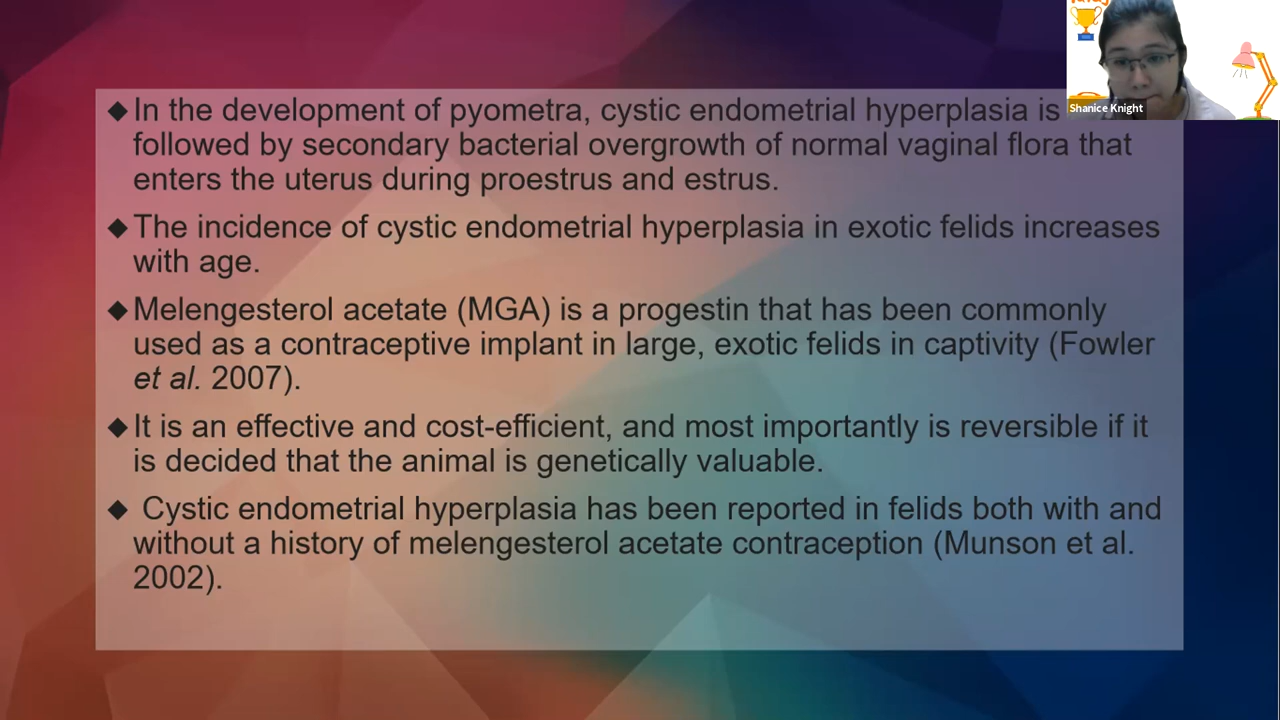 ◆In the development of pyometra, cystic endometrial hyperplasia is
followed by secondary bacterial overgrowth of normal vaginal flora that
enters the uterus during proestrus and estrus.
◆The incidence of cystic endometrial hyperplasia in exotic felids increases
with age.
◆Melengesterol acetate (MGA) is a progestin that has been commonly
used as a contraceptive implant in large, exotic felids in captivity (Fowler
et al. 2007).
◆It is an effective and cost-efficient, and most importantly is reversible if it
is decided that the animal is genetically valuable.
◆ Cystic endometrial hyperplasia has been reported in felids both with and
without a history of melengesterol acetate contraception (Munson et al.
2002).
Shanice Knight